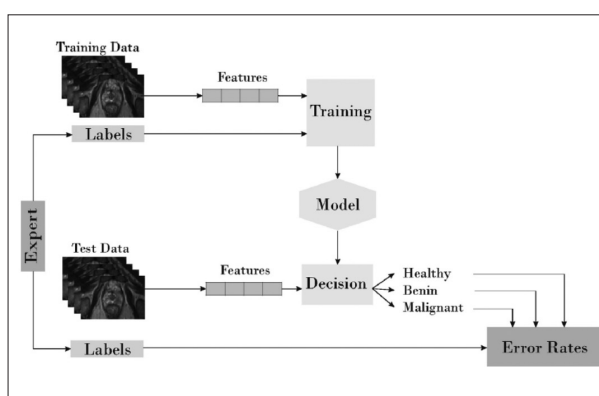 Training Data
Features
Training
Labels
Model
Expert
Test Data
Features
Decision
Healthy
Benin
Malignant
Labels
Error Rates